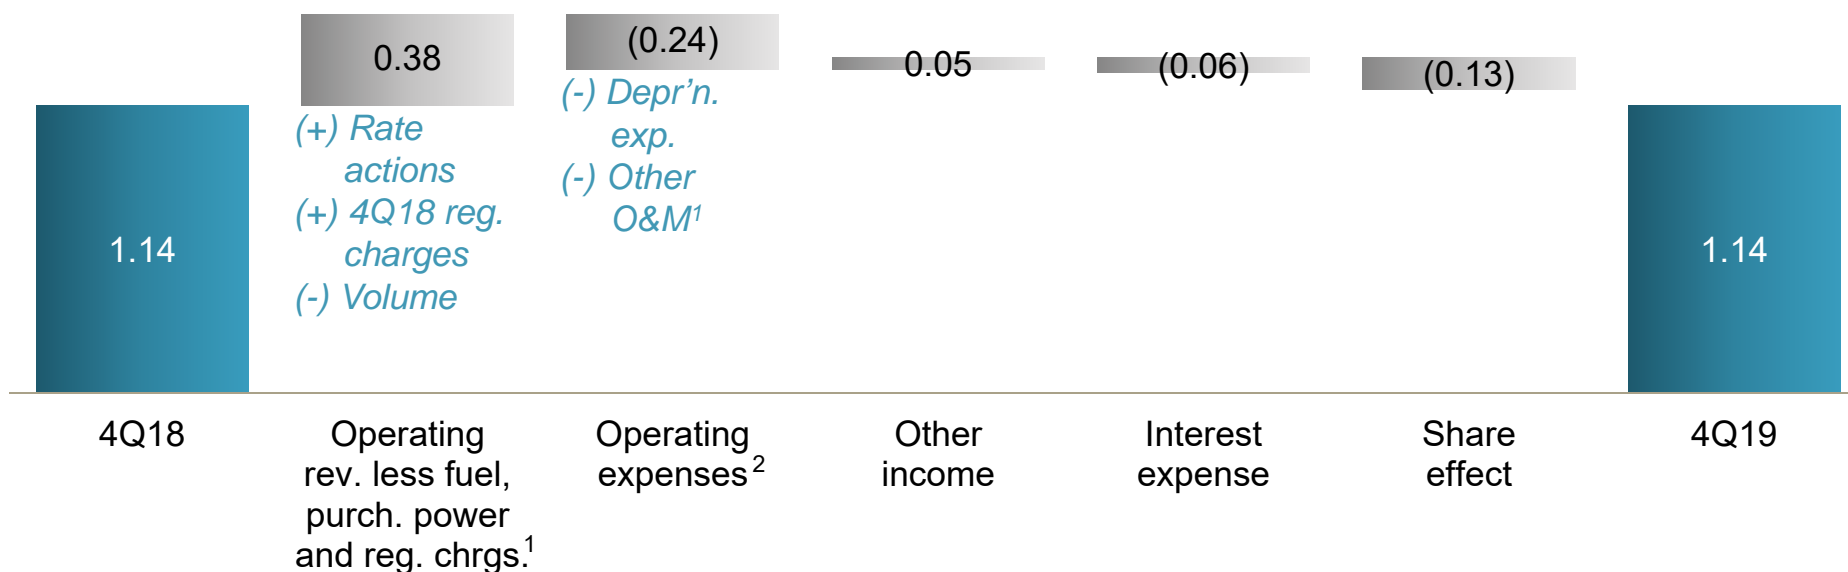 0.38
(0.24)
0.05
(0.06)
(0.13)
(+) Rate
actions
(+) 4Q18 reg.
charges
(-) Volume
(-) Depr’n.
exp.
(-) Other
O&M1
1.14
1.14
4Q18
Operating
rev. less fuel,
purch. power
and reg. chrgs.1
Operating
expenses2
Other
income
Interest
expense
Share
effect
4Q19